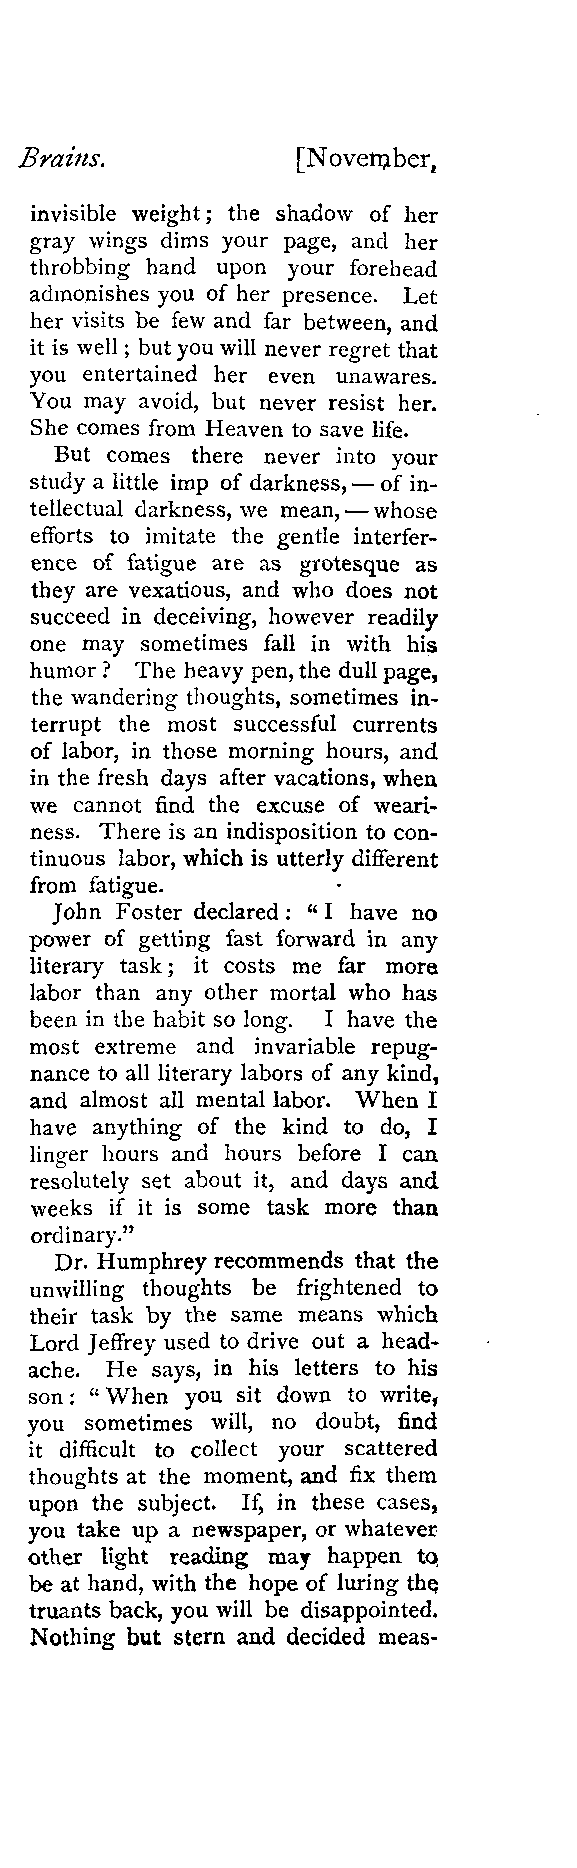 Brains. [November,
invisible weight; the shadow of her
gray wings dims your page, and her
throbbing hand upon your forehead
admonishes you of her presence. Let
her visits be few and far between, and
it is well; but you will never regret that
you entertained her even unawares.
You may avoid, but never resist her.
She comes from Heaven to save life.
But comes there never into your
study a little imp of darkness,—of in-
tellectual darkness, we mean,—whose
efforts to imitate the gentle interfer-
ence of fatigue are as grotesque as
they are vexatious, and who does not
succeed in deceiving, however readily
one may sometimes fall in with his
humor? The heavy pen, the dull page,
the wandering thoughts, sometimes in-
terrupt the most successful currents
of labor, in those morning hours, and
in the fresh days after vacations, when
we cannot find the excuse of weari-
ness. There is an indisposition to con-
tinuous labor, which is utterly different
from fatigue.
John Foster declared: "I have no
power of getting fast forward in any
literary task; it costs me far more
labor than any other mortal who has
been in the habit so long. I have the
most extreme and invariable repug-
nance to all literary labors of any kind,
and almost all mental labor. When I
have anything of the kind to do, I
linger hours and hours before I can
resolutely set about it, and days and
weeks if it is some task more than
ordinary."
Dr. Humphrey recommends that the
unwilling thoughts be frightened to
their task by the same means which
Lord Jeffrey used to drive out a head-
ache. He says, in his letters to his
son: "When you sit down to write,
you sometimes will, no doubt, find
it difficult to collect your scattered
thoughts at the moment, and fix them
upon the subject. If, in these cases,
you take up a newspaper, or whatever
other light reading may happen to
be at hand, with the hope of luring the
truants back, you will be disappointed.
Nothing but stern and decided meas-